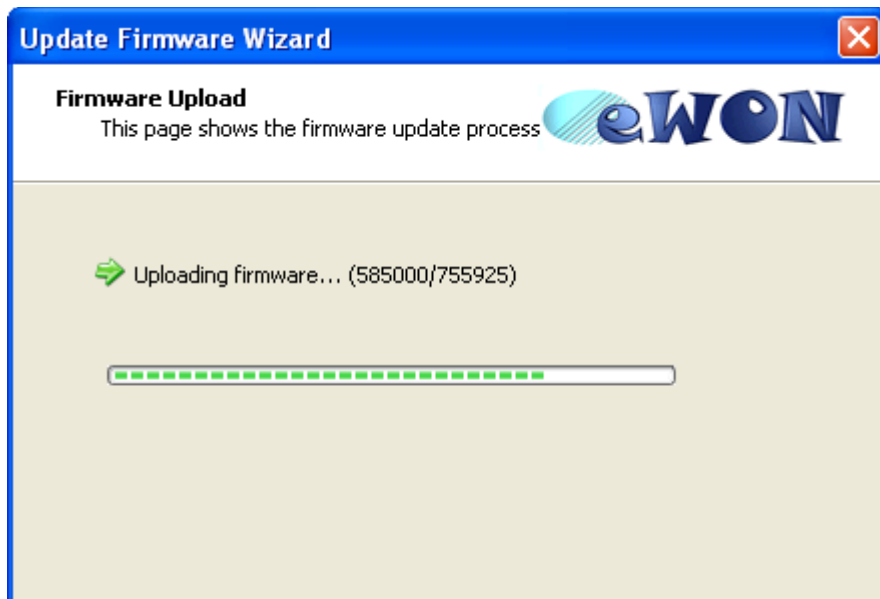 Update Firmware Wizard
Firmware Upload
This page shows the firmware update process
eWON
Uploading firmware... (585000/755925)